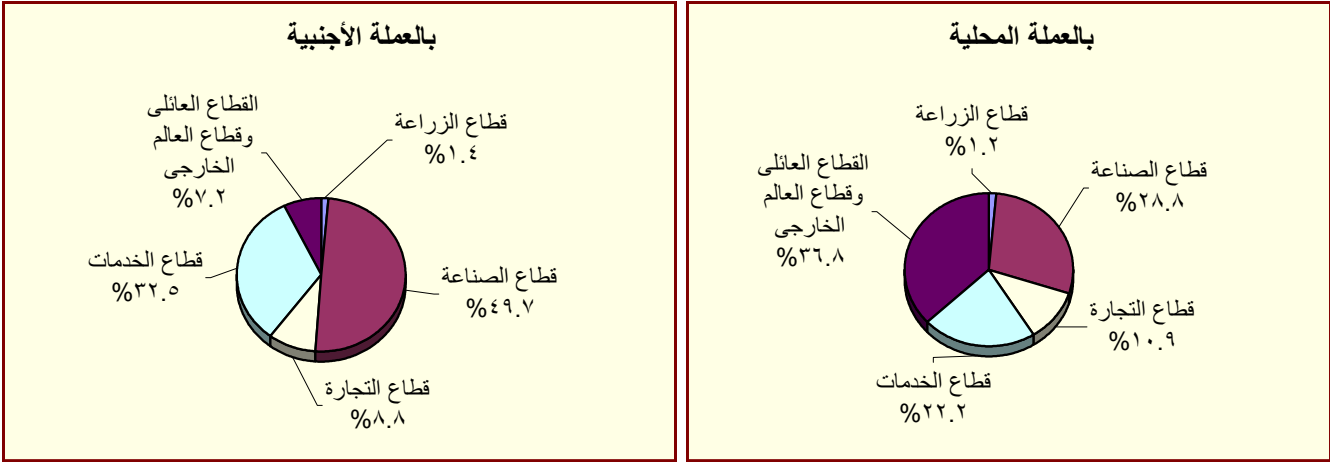 بالعملة المحلية
قطاع الزراعة
%١.٢
قطاع الصناعة
%٢٨.٨
القطاع العائلى
وقطاع العالم
الخارجى
%٣٦.٨
قطاع التجارة
%١٠.٩
قطاع الخدمات
%٢٢.٢
بالعملة الأجنبية
القطاع العائلى
وقطاع العالم
الخارجى
%٧.٢
قطاع الزراعة
%١.٤
قطاع الخدمات
%٣٢.٥
قطاع الصناعة
%٤٩.٧
قطاع التجارة
%٨.٨